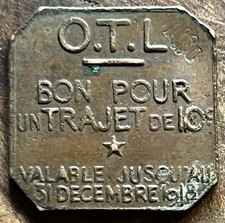 O.T.L
BON POUR
UN TRAJET DE 10c
VALABLE JUSQU'AU
31 DECEMBRE 1918